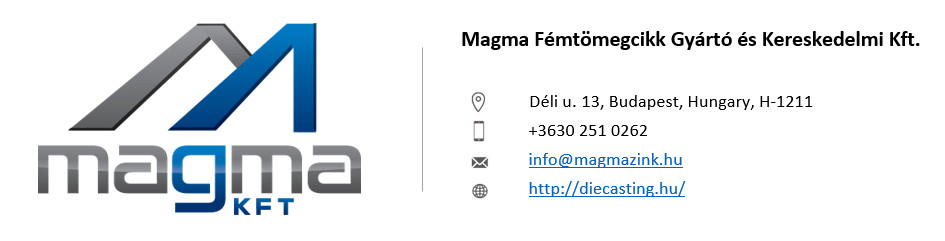 magma
KFT
Magma Fémtömegcikk Gyártó és Kereskedelmi Kft.
Déli u. 13, Budapest, Hungary, H-1211
+3630 251 0262
info@magmazink.hu
http://diecasting.hu/